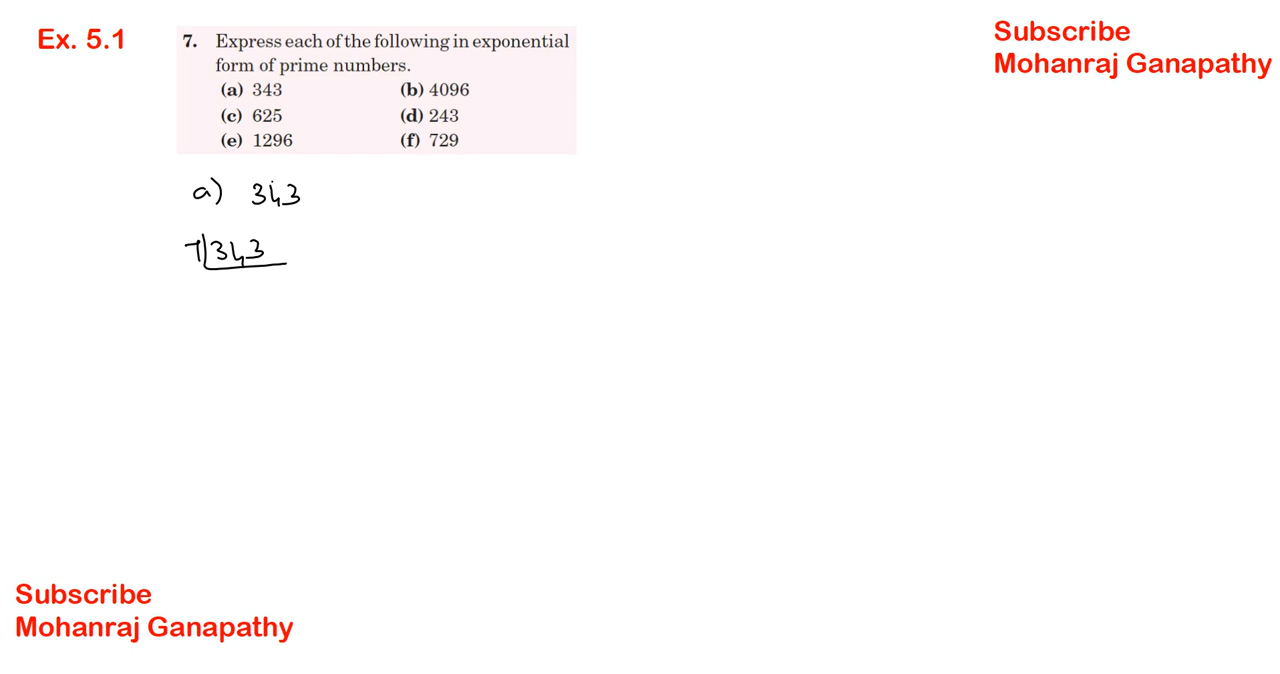 Ex. 5.1
7. Express each of the following in exponential
form of prime numbers.
(a) 343 (b) 4096
(c) 625 (d) 243
(e) 1296 (f) 729
Subscribe
Mohanraj Ganapathy
a) 343
7|343
Subscribe
Mohanraj Ganapathy